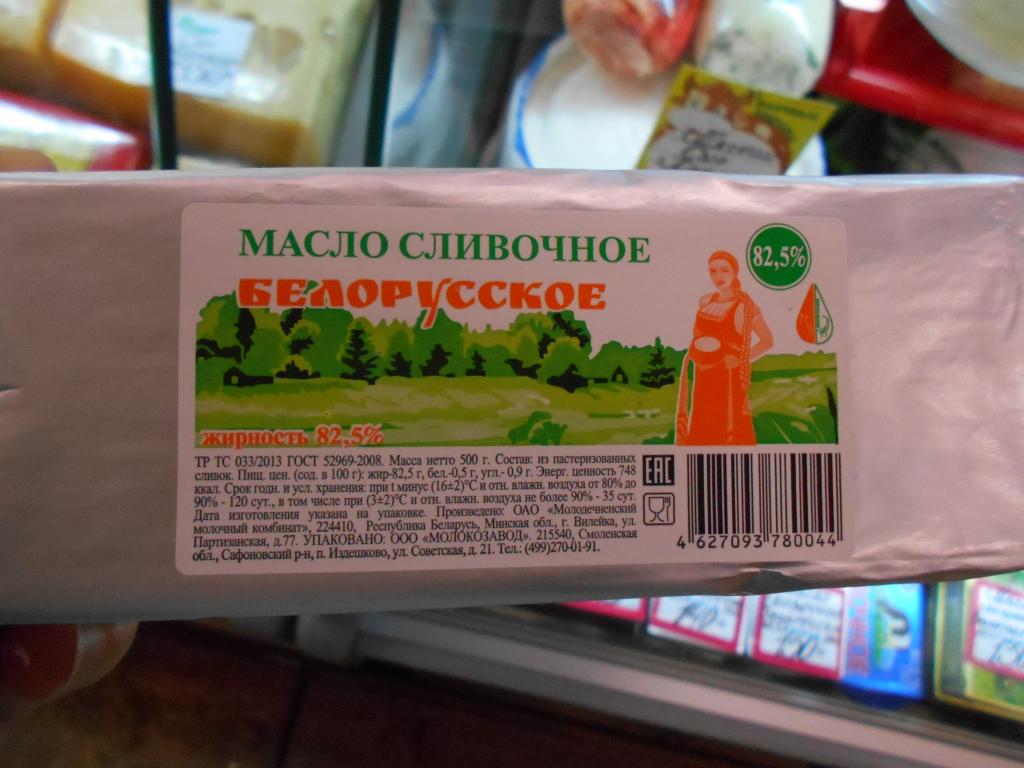 МАСЛО СЛИВОЧНОЕ
82,5%
БЕЛОРУССКОЕ
жирность 82,5%
ТР ТС 033/2013 ГОСТ 52969-2008. Масса нетто 500 г. Состав: из пастеризованных
сливок. Пищ. цен. (сод. в 100 г): жир-82,5 г, бел.-0,5 г, угл.- 0,9 г. Энерг. ценность 748
ккал. Срок годн. и усл. хранения: при t минус (16±2)°С и отн. влажн. воздуха от 80% до
90% - 120 сут., в том числе при (3±2)°С и отн. влажн. воздуха не более 90% - 35 сут.
Дата изготовления указана на упаковке. Произведено: ОАО «Молодечненский
молочный комбинат», 224410, Республика Беларусь, Минская обл., г. Вилейка, ул.
Партизанская, д.77. УПАКОВАНО: ООО «МОЛОКОЗАВОД». 215540, Смоленская
обл., Сафоновский р-н, п. Издешково, ул. Советская, д. 21. Тел.: (499)270-01-91.
ЕАС
4 627093 780044
140
150